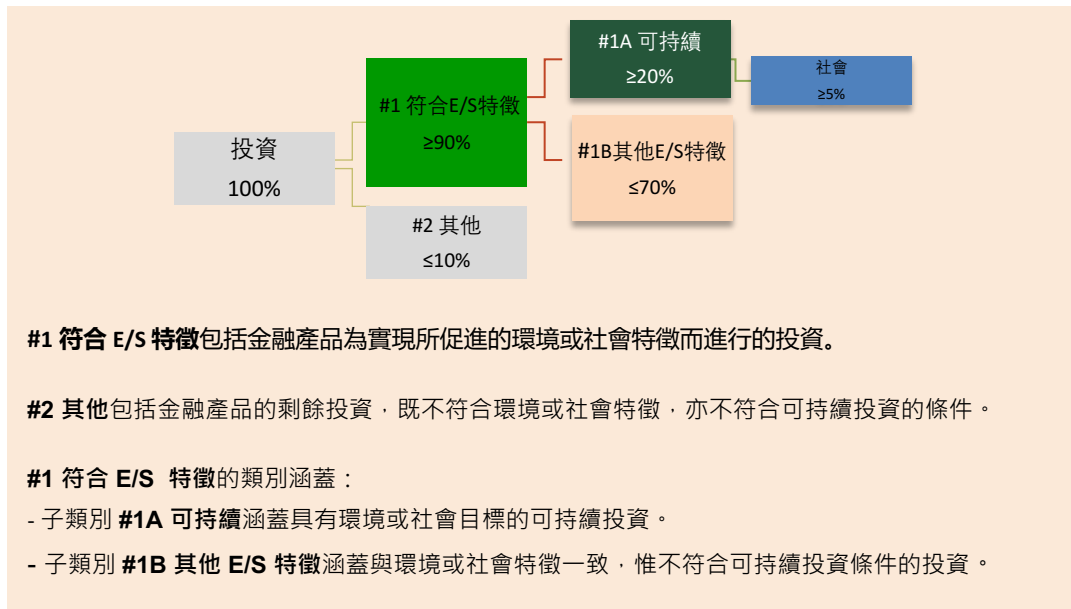 投資
100%
#1 符合E/S特徵
≥90%
#2 其他
≤10%
#1A 可持續
≥20%
#1B其他E/S特徵
≤70%
社會
≥5%
#1 符合 E/S 特徵包括金融產品為實現所促進的環境或社會特徵而進行的投資。
#2 其他包括金融產品的剩餘投資，既不符合環境或社會特徵，亦不符合可持續投資的條件。
#1 符合 E/S 特徵的類別涵蓋：
- 子類別 #1A 可持續涵蓋具有環境或社會目標的可持續投資。
- 子類別 #1B 其他 E/S 特徵涵蓋與環境或社會特徵一致，惟不符合可持續投資條件的投資。